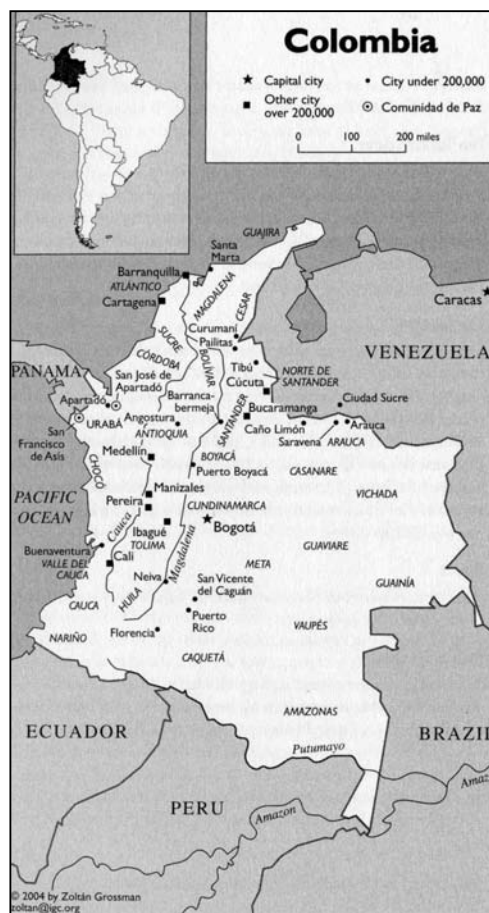 Colombia
Capital city
Other city
over 200,000
City under 200,000
Comunidad de Paz
0 100 200 miles
Santa
Marta
GUAJIRA
Barranquilla
ATLÁNTICO
MAGDALENA
Cartagena
CESAR
Caracas
SUCRE
Curumaní
Pailitas
VENEZUELA
CÓRDOBA
BOLÍVAR
Tibú
Cúcuta
NORTE DE
SANTANDER
PANAMA
San José de
Apartadó
Apartadó
Barranca-
bermeja
Ciudad Sucre
URABÁ
Angostura
SANTANDER
Bucaramanga
San
Francisco
de Asís
ANTIOQUIA
Caño Limón
Arauca
Saravena
ARAUCA
Medellín
BOYACÁ
Puerto Boyacá
CASANARE
CHOCÓ
VICHADA
PACIFIC
OCEAN
Manizales
Pereira
CUNDINAMARCA
Bogotá
Cauca
Ibagué
TOLIMA
Magdalena
GUAVIARE
Buenaventura
META
VALLE DEL
CAUCA
Cali
Neiva
San Vicente
del Caguán
GUAINÍA
CAUCA
HUILA
Puerto
Rico
VAUPÉS
NARIÑO
Florencia
CAQUETÁ
AMAZONAS
ECUADOR
Putumayo
BRAZIL
PERU
Amazon
Amaz
© 2004 by Zoltán Grossman
zoltan@igc.org